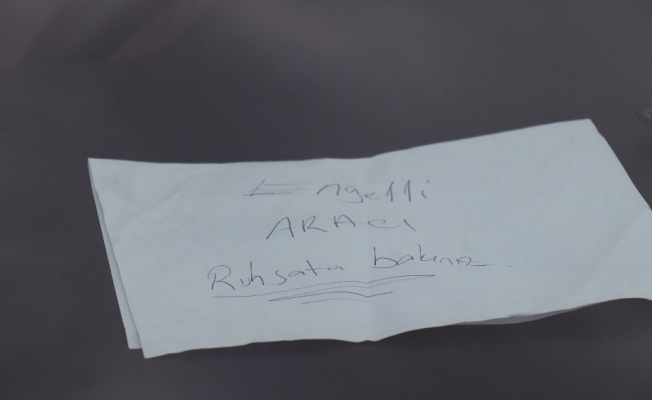 Engelli
ARACI
Ruhsata bakınız